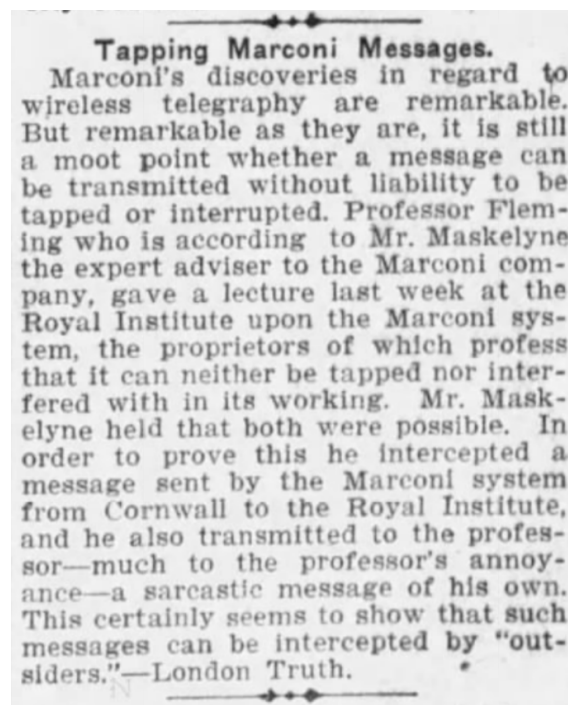 Tapping Marconi Messages.
Marconi's discoveries in regard to
wireless telegraphy are remarkable.
But remarkable as they are, it is still
a moot point whether a message can
be transmitted without liability to be
tapped or interrupted. Professor Flem-
ing who is according to Mr. Maskelyne
the expert adviser to the Marconi com-
pany, gave a lecture last week at the
Royal Institute upon the Marconi sys-
tem, the proprietors of which profess
that it can neither be tapped nor inter-
fered with in its working. Mr. Mask-
elyne held that both were possible. In
order to prove this he intercepted a
message sent by the Marconi system
from Cornwall to the Royal Institute,
and he also transmitted to the profes-
sor—much to the professor's annoy-
ance—a sarcastic message of his own.
This certainly seems to show that such
messages can be intercepted by "out-
siders."—London Truth.